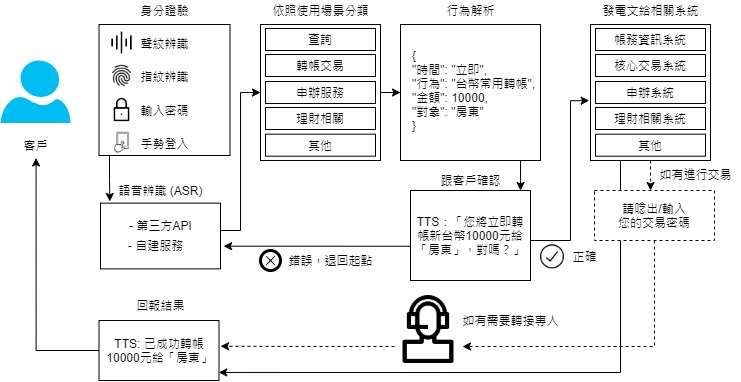 身分證驗
聲紋辨識
指紋辨識
輸入密碼
手勢登入
客戶
依照使用場景分類
查詢
轉帳交易
申辦服務
理財相關
其他
行為解析
{
"時間": "立即",
"行為": "台幣常用轉帳",
"金額": 10000,
"對象": "房東"
}
發電文給相關系統
帳務資訊系統
核心交易系統
申辦系統
理財相關系統
其他
語音辨識 (ASR)
- 第三方API
- 自建服務
跟客戶確認
TTS：「您將立即轉
帳新台幣10000元給
「房東」，對嗎？」
錯誤，退回起點
正確
如有進行交易
請唸出/輸入
您的交易密碼
如有需要轉接專人
回報結果
TTS: 已成功轉帳
10000元給「房東」